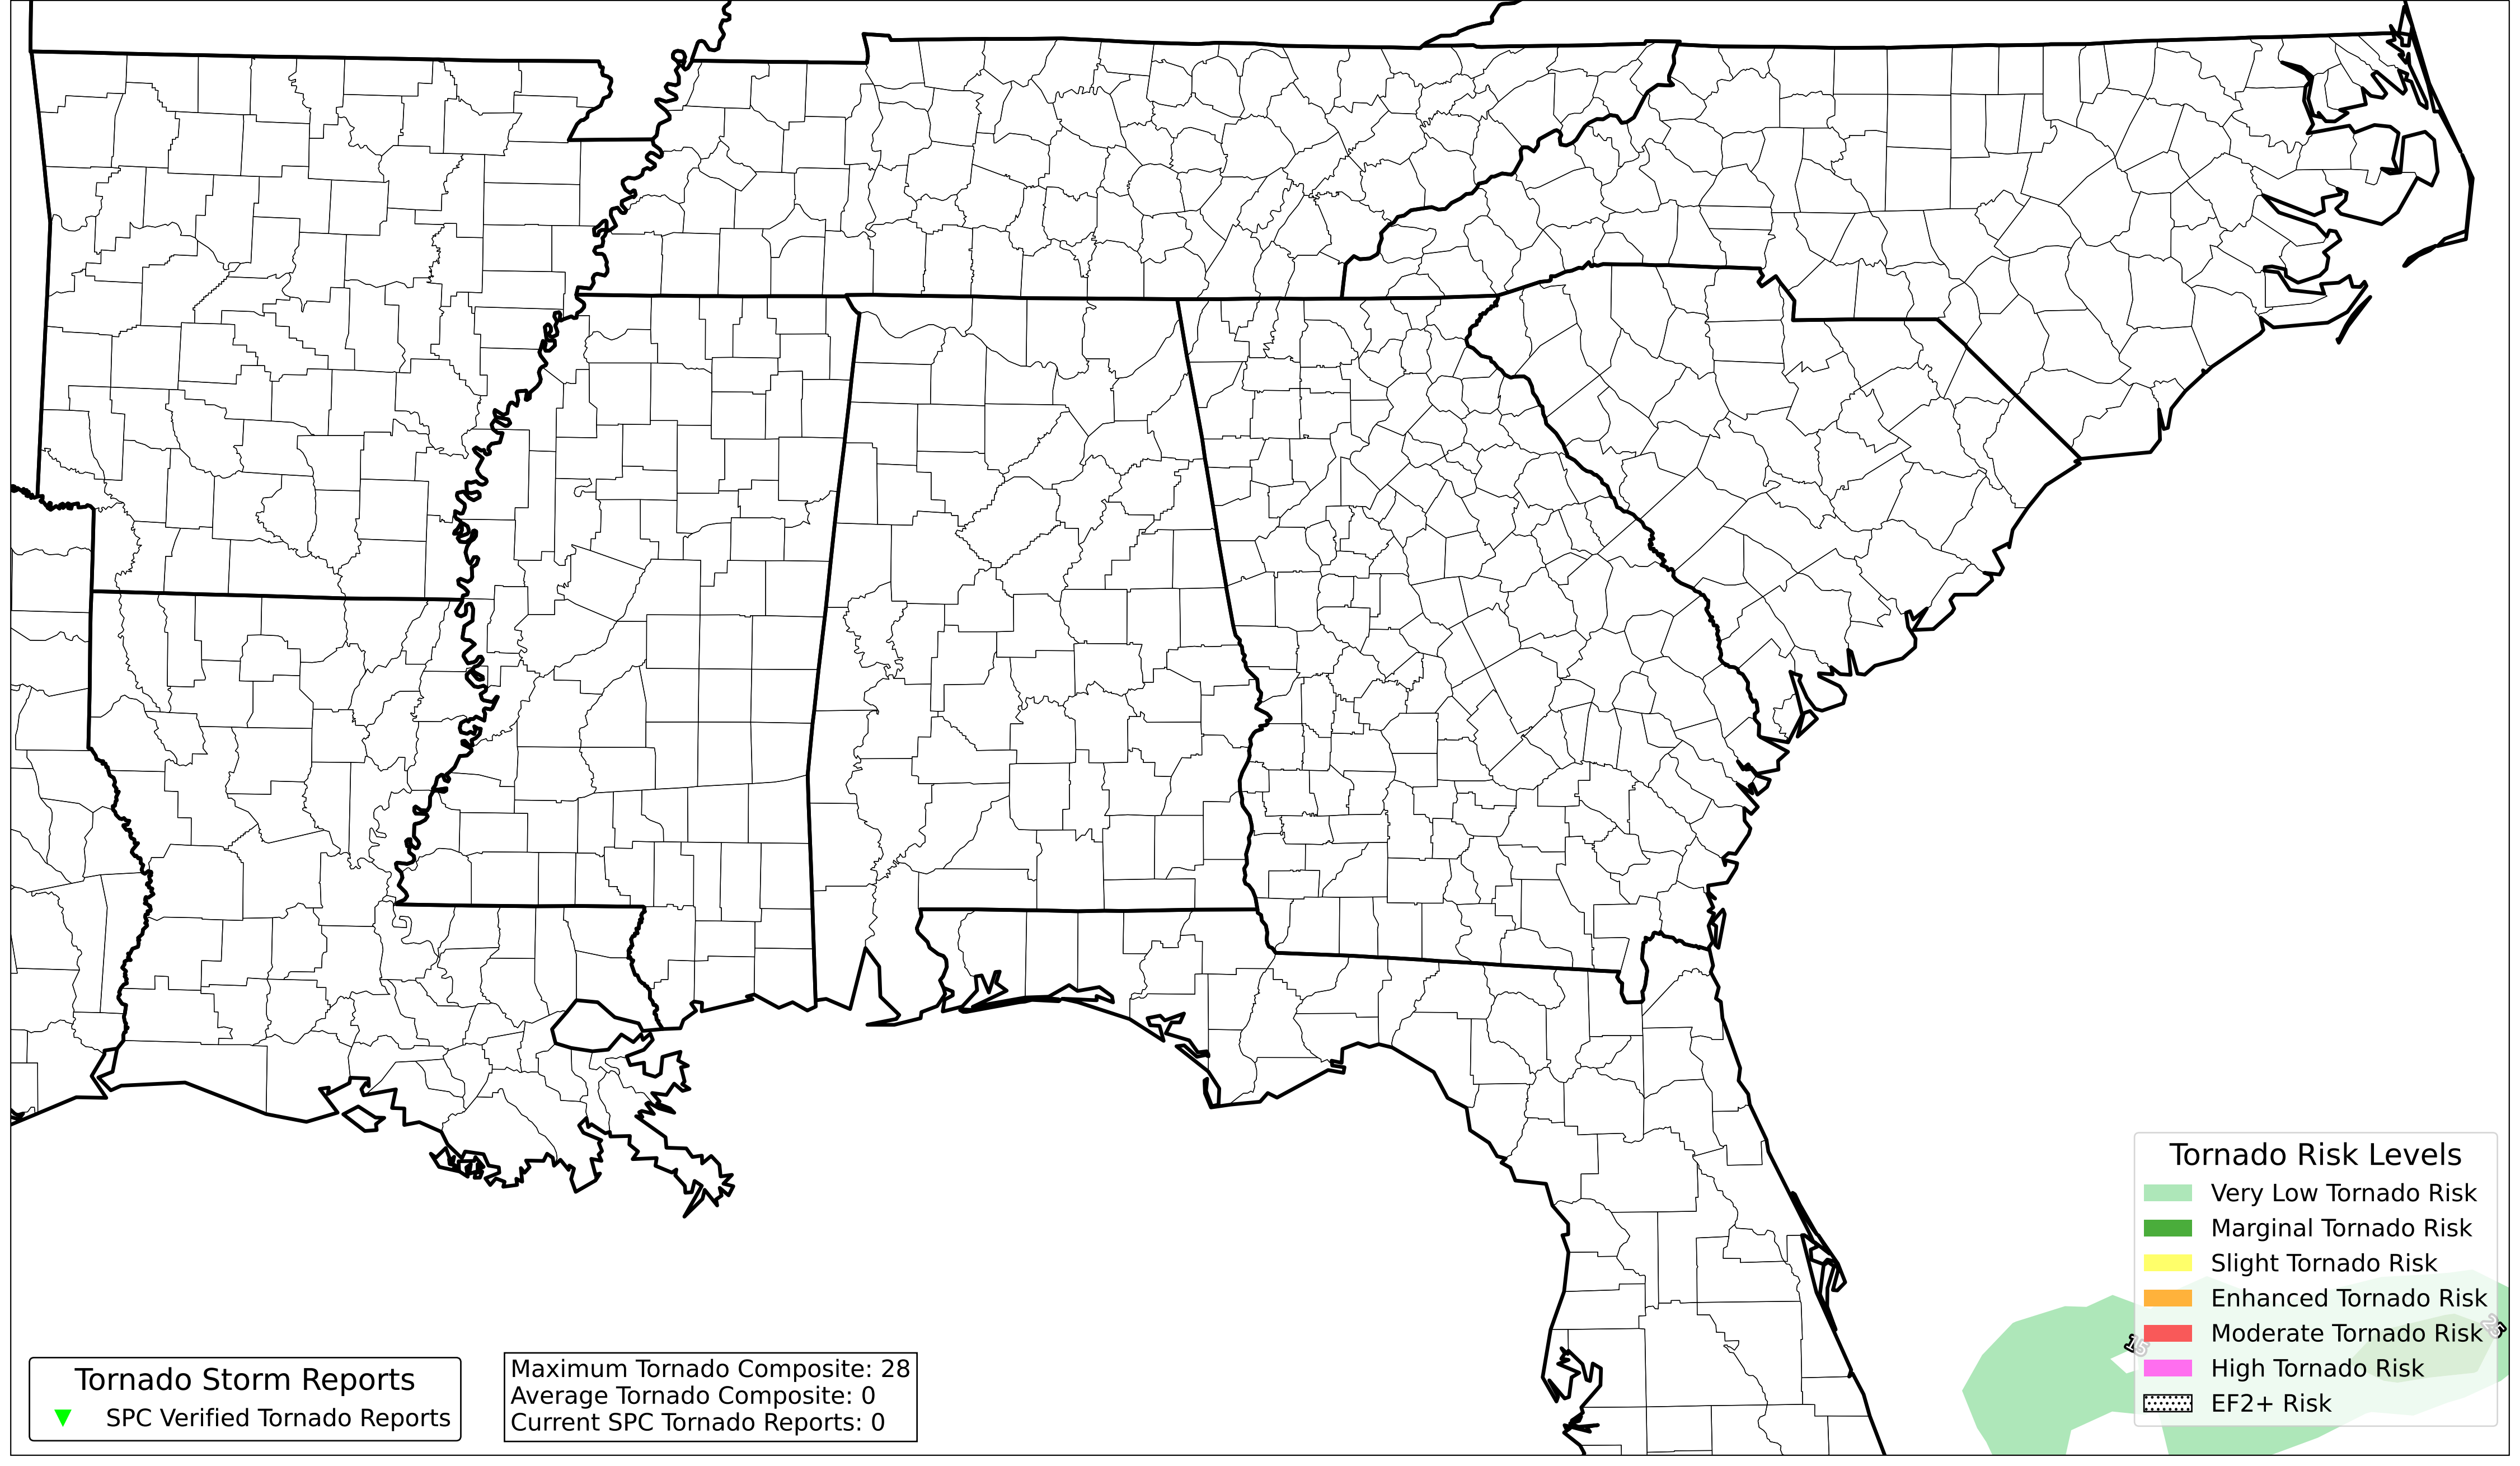 Tornado Risk Levels
Very Low Tornado Risk
Marginal Tornado Risk
Slight Tornado Risk
Enhanced Tornado Risk
Moderate Tornado Risk
High Tornado Risk
EF2+ Risk
15
25
Tornado Storm Reports
SPC Verified Tornado Reports
Maximum Tornado Composite: 28
Average Tornado Composite: 0
Current SPC Tornado Reports: 0